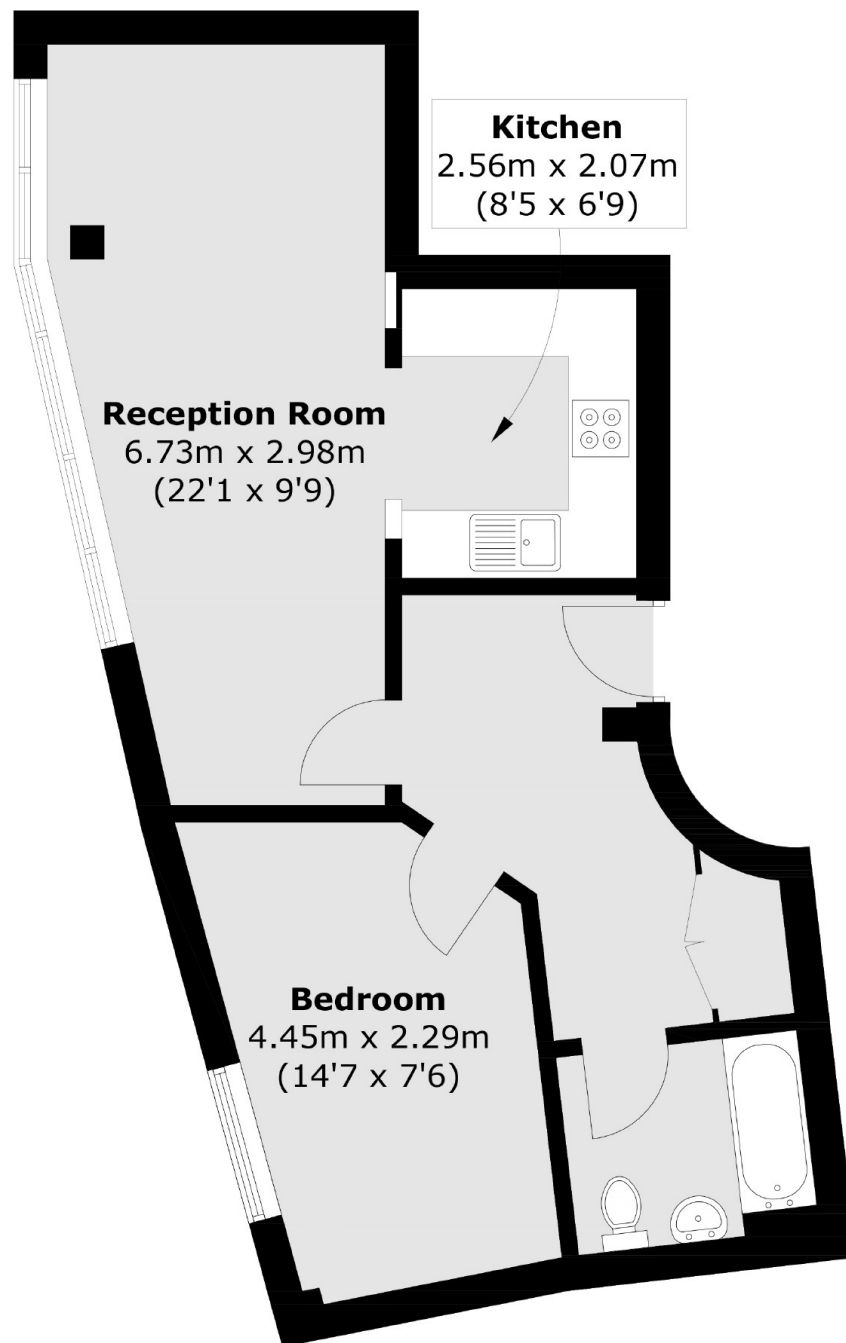 Kitchen
2.56m x 2.07m
(8'5 x 6'9)
Reception Room
6.73m x 2.98m
(22'1 x 9'9)
Bedroom
4.45m x 2.29m
(14'7 x 7'6)